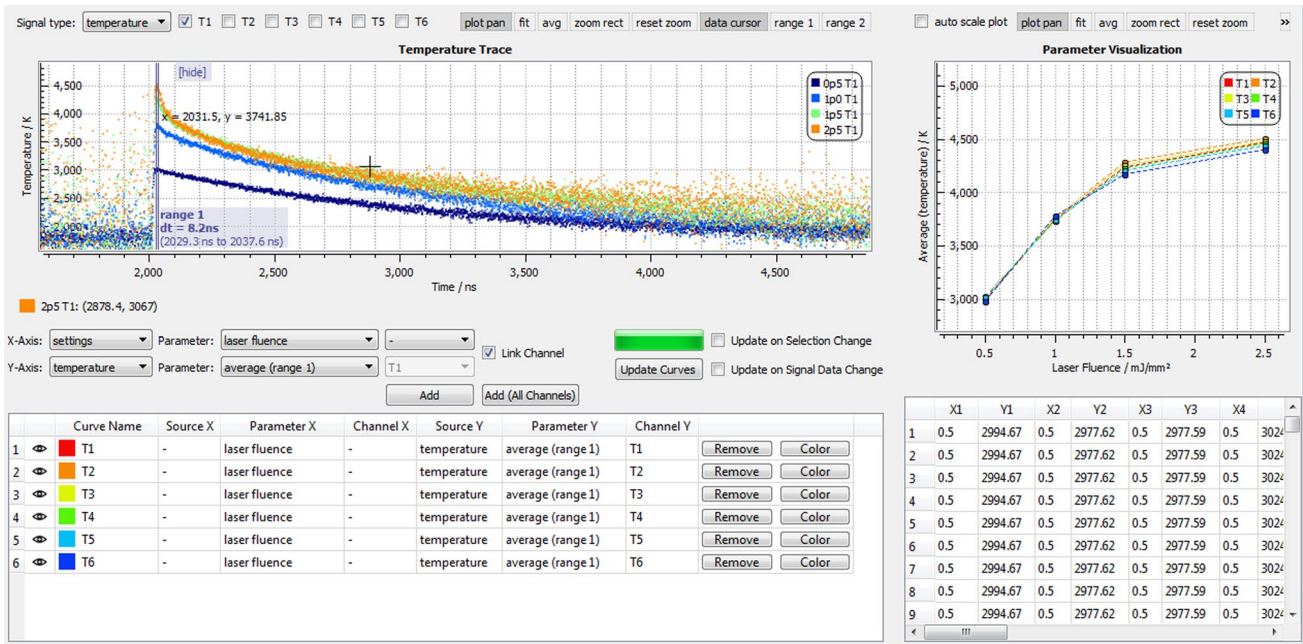 Signal type: temperature T1 T2 T3 T4 T5 T6 plot pan fit avg zoom rect reset zoom data cursor range 1 range 2
auto scale plot plot pan fit avg zoom rect reset zoom »
Temperature Trace
[hide]
4,500
4,000
3,500
3,000
2,500
x = 2031.5, y = 3741.85
0p5 T1
1p0 T1
1p5 T1
2p5 T1
range 1
dt = 8.2ns
(2029.3 ns to 2037.6 ns)
Temperature / K
2,000 2,500 3,000 3,500 4,000 4,500
Time / ns
2p5 T1: (2878.4, 3067)
Parameter Visualization
5,000
4,500
4,000
3,500
3,000
T1 T2
T3 T4
T5 T6
Average (temperature) / K
0.5 1 1.5 2 2.5
Laser Fluence / mJ/mm²
X-Axis: settings Parameter: laser fluence - Link Channel Update on Selection Change
Y-Axis: temperature Parameter: average (range 1) T1 Update Curves Update on Signal Data Change
Add Add (All Channels)
Curve Name Source X Parameter X Channel X Source Y Parameter Y Channel Y
1 T1 - laser fluence - temperature average (range 1) T1 Remove Color
2 T2 - laser fluence - temperature average (range 1) T2 Remove Color
3 T3 - laser fluence - temperature average (range 1) T3 Remove Color
4 T4 - laser fluence - temperature average (range 1) T4 Remove Color
5 T5 - laser fluence - temperature average (range 1) T5 Remove Color
6 T6 - laser fluence - temperature average (range 1) T6 Remove Color
X1 Y1 X2 Y2 X3 Y3 X4
1 0.5 2994.67 0.5 2977.62 0.5 2977.59 0.5 3024
2 0.5 2994.67 0.5 2977.62 0.5 2977.59 0.5 3024
3 0.5 2994.67 0.5 2977.62 0.5 2977.59 0.5 3024
4 0.5 2994.67 0.5 2977.62 0.5 2977.59 0.5 3024
5 0.5 2994.67 0.5 2977.62 0.5 2977.59 0.5 3024
6 0.5 2994.67 0.5 2977.62 0.5 2977.59 0.5 3024
7 0.5 2994.67 0.5 2977.62 0.5 2977.59 0.5 3024
8 0.5 2994.67 0.5 2977.62 0.5 2977.59 0.5 3024
9 0.5 2994.67 0.5 2977.62 0.5 2977.59 0.5 3024